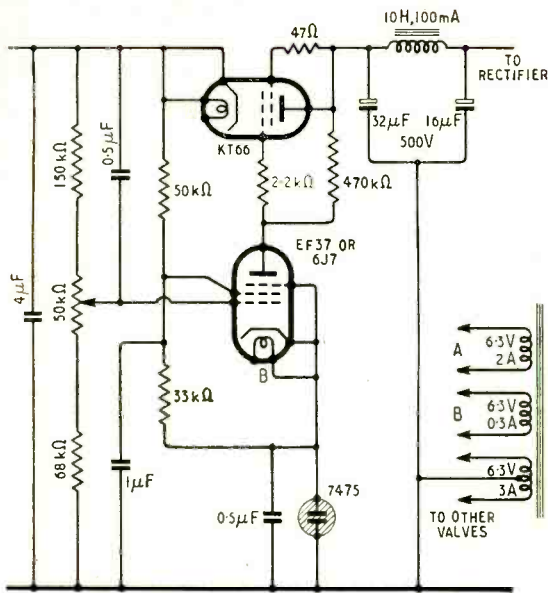 10H, 100mA
47Ω
TO
RECTIFIER
32μF
16μF
500V
KT66
150kΩ
0·5μF
50kΩ
2·2kΩ
470kΩ
EF37 OR
6J7
4μF
50kΩ
B
A
6·3V
2A
B
6·3V
0·3A
33kΩ
6·3V
3A
68kΩ
1μF
7475
0·5μF
TO OTHER
VALVES